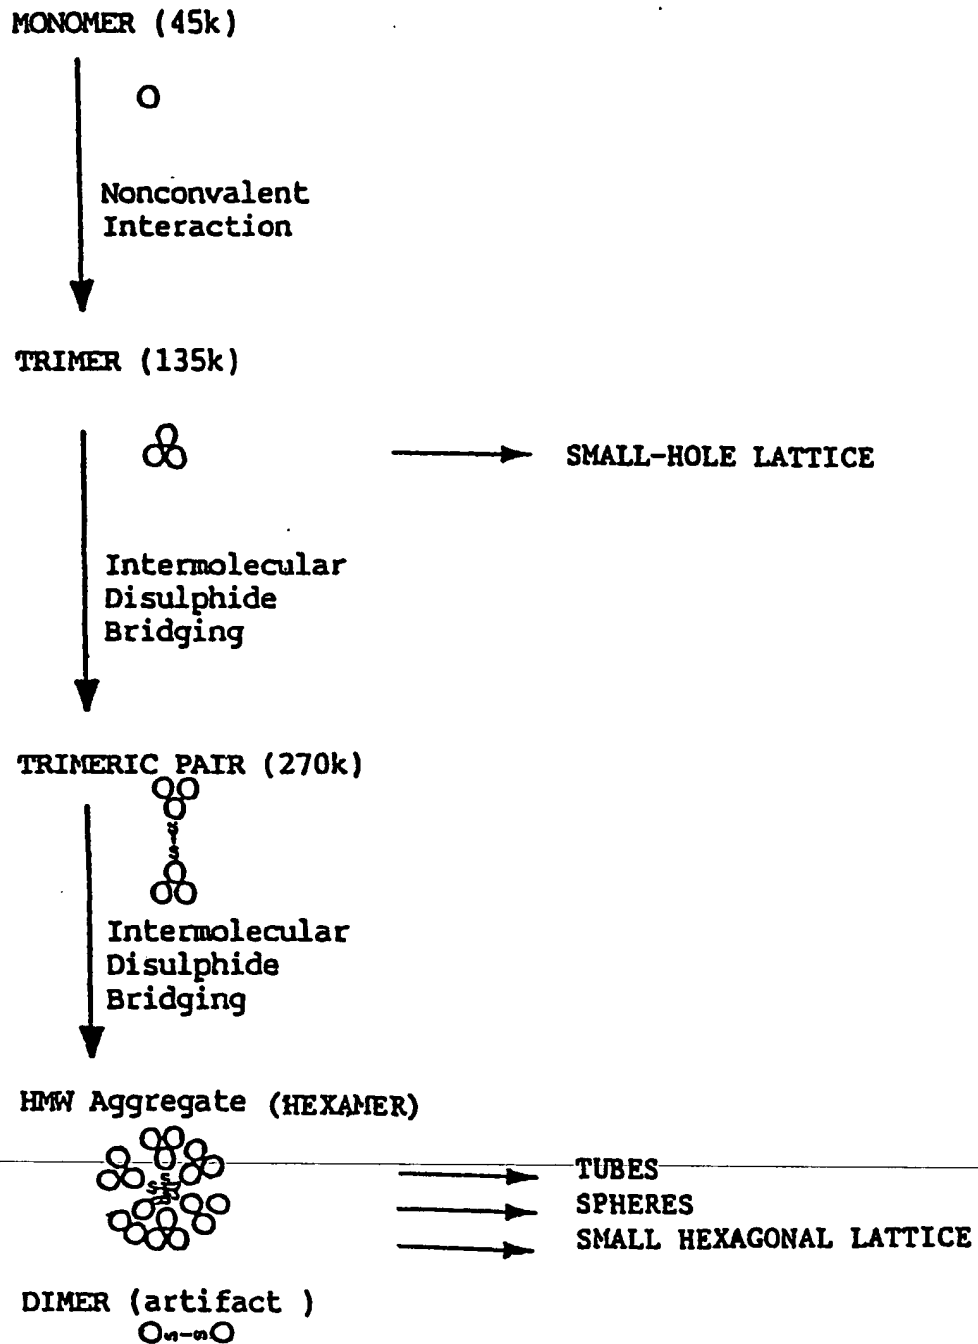 MONOMER (45k)
Nonconvalent
Interaction
TRIMER (135k)
SMALL-HOLE LATTICE
Intermolecular
Disulphide
Bridging
TRIMERIC PAIR (270k)
S-S
Intermolecular
Disulphide
Bridging
HMW Aggregate (HEXAMER)
TUBES
SPHERES
SMALL HEXAGONAL LATTICE
DIMER (artifact )
S-S